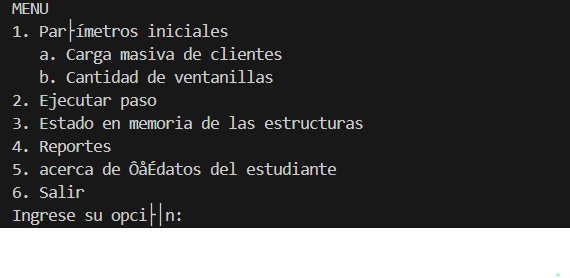 MENU
1. Par├ímetros iniciales
a. Carga masiva de clientes
b. Cantidad de ventanillas
2. Ejecutar paso
3. Estado en memoria de las estructuras
4. Reportes
5. acerca de ÔåÉdatos del estudiante
6. Salir
Ingrese su opci├│n: